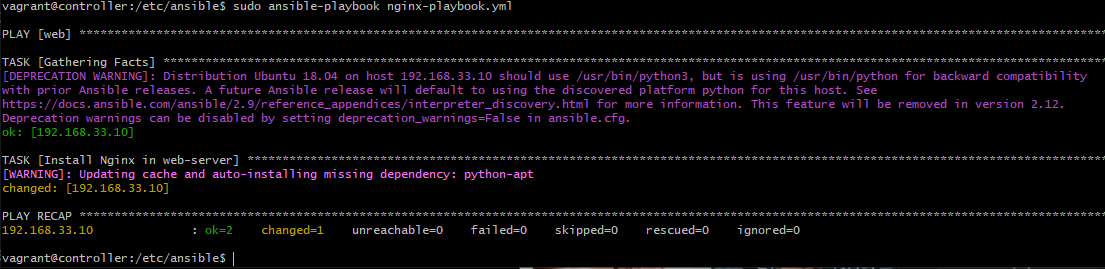 vagrant@controller:/etc/ansible$ sudo ansible-playbook nginx-playbook.yml
PLAY [web] ****************************************************************************************************************************************************
TASK [Gathering Facts] ****************************************************************************************************************************************
[DEPRECATION WARNING]: Distribution Ubuntu 18.04 on host 192.168.33.10 should use /usr/bin/python3, but is using /usr/bin/python for backward compatibility
with prior Ansible releases. A future Ansible release will default to using the discovered platform python for this host. See
https://docs.ansible.com/ansible/2.9/reference_appendices/interpreter_discovery.html for more information. This feature will be removed in version 2.12.
Deprecation warnings can be disabled by setting deprecation_warnings=False in ansible.cfg.
ok: [192.168.33.10]
TASK [Install Nginx in web-server] ****************************************************************************************************************************
[WARNING]: Updating cache and auto-installing missing dependency: python-apt
changed: [192.168.33.10]
PLAY RECAP ****************************************************************************************************************************************************
192.168.33.10 : ok=2 changed=1 unreachable=0 failed=0 skipped=0 rescued=0 ignored=0
vagrant@controller:/etc/ansible$